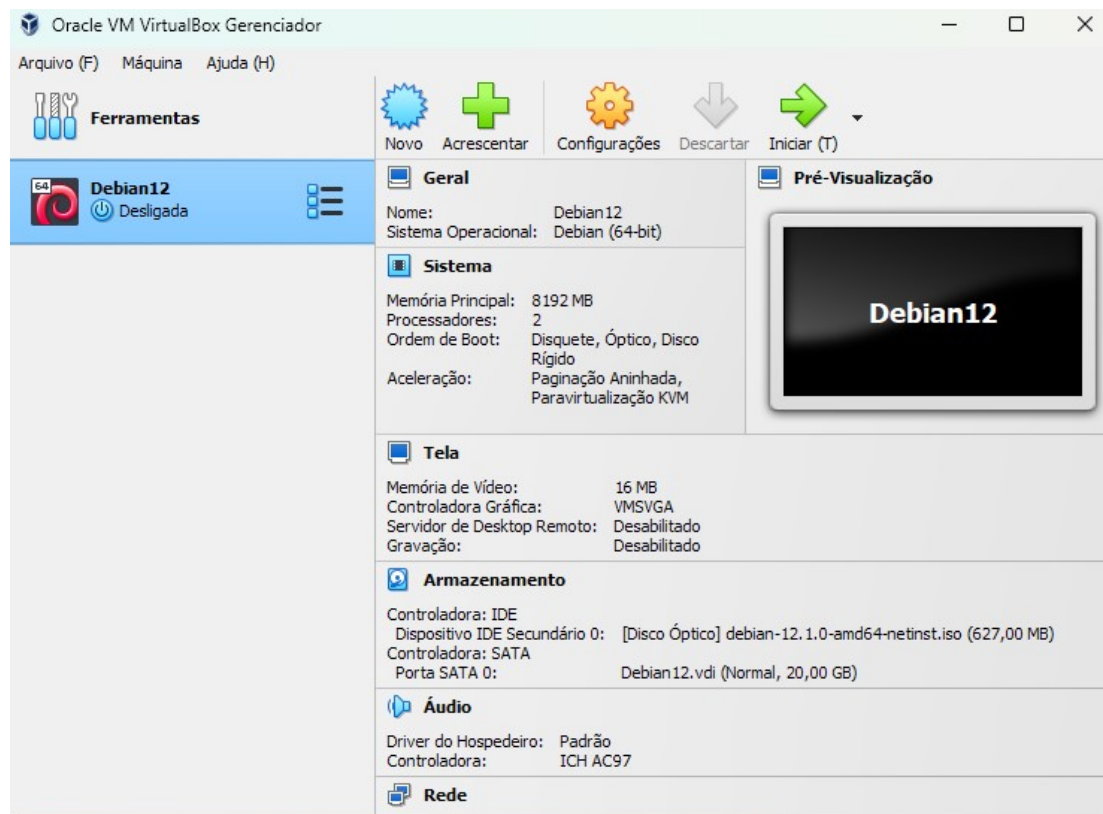 Oracle VM VirtualBox Gerenciador
Arquivo (F) Máquina Ajuda (H)
Ferramentas
Novo Acrescentar Configurações Descartar Iniciar (T)
64
Debian12
Desligada
Geral
Nome: Debian12
Sistema Operacional: Debian (64-bit)
Pré-Visualização
Debian12
Sistema
Memória Principal: 8192 MB
Processadores: 2
Ordem de Boot: Disquete, Óptico, Disco
Rígido
Aceleração: Paginação Aninhada,
Paravirtualização KVM
Tela
Memória de Vídeo: 16 MB
Controladora Gráfica: VMSVGA
Servidor de Desktop Remoto: Desabilitado
Gravação: Desabilitado
Armazenamento
Controladora: IDE
Dispositivo IDE Secundário 0: [Disco Óptico] debian-12.1.0-amd64-netinst.iso (627,00 MB)
Controladora: SATA
Porta SATA 0: Debian12.vdi (Normal, 20,00 GB)
Áudio
Driver do Hospedeiro: Padrão
Controladora: ICH AC97
Rede